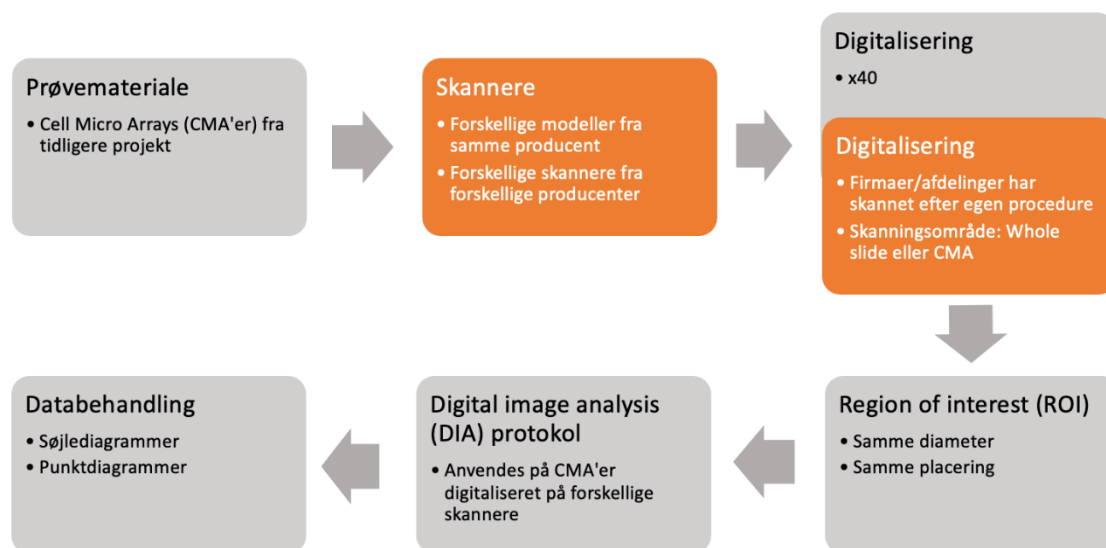 Prøvemateriale
• Cell Micro Arrays (CMA'er) fra
tidligere projekt
Skannere
• Forskellige modeller fra
samme producent
• Forskellige skannere fra
forskellige producenter
Digitalisering
• x40
Digitalisering
• Firmaer/afdelinger har
skannet efter egen procedure
• Skanningsområde: Whole
slide eller CMA
Region of interest (ROI)
• Samme diameter
• Samme placering
Digital image analysis
(DIA) protokol
• Anvendes på CMA'er
digitaliseret på forskellige
skannere
Databehandling
• Søjlediagrammer
• Punktdiagrammer